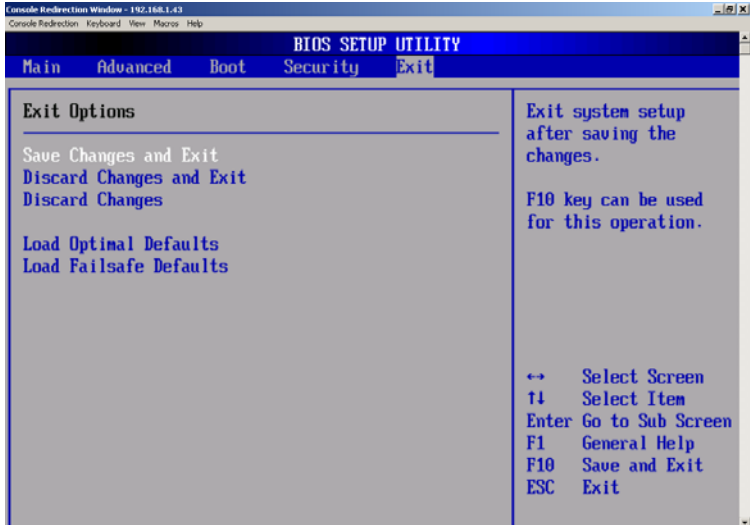 Console Redirection Window - 192.168.1.43
Console Redirection Keyboard View Macros Help
BIOS SETUP UTILITY
Main Advanced Boot Security Exit
Exit Options
Save Changes and Exit
Discard Changes and Exit
Discard Changes
Load Optimal Defaults
Load Failsafe Defaults
Exit system setup
after saving the
changes.
F10 key can be used
for this operation.
↔ Select Screen
↑↓ Select Item
Enter Go to Sub Screen
F1 General Help
F10 Save and Exit
ESC Exit